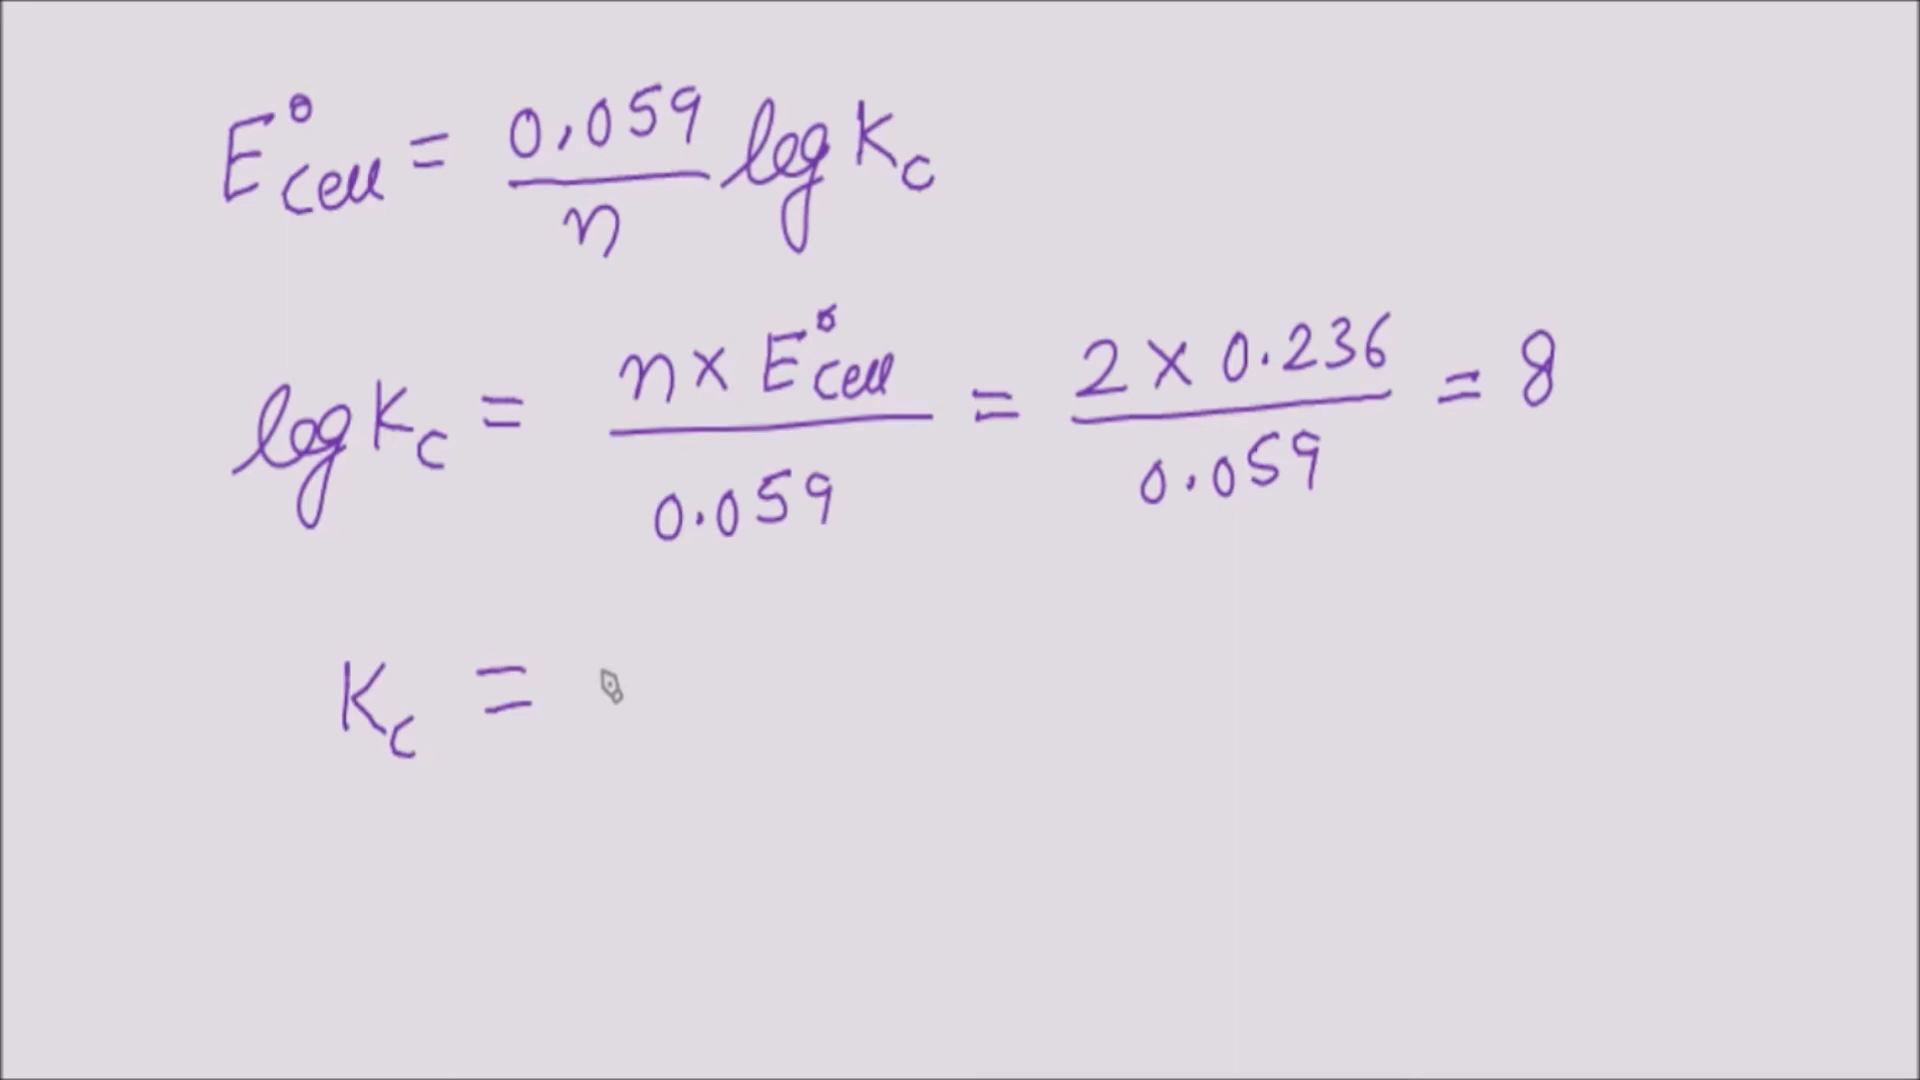 E°cell = 0.059/n log Kc
log Kc = n × E°cell / 0.059 = 2 × 0.236 / 0.059 = 8
Kc =